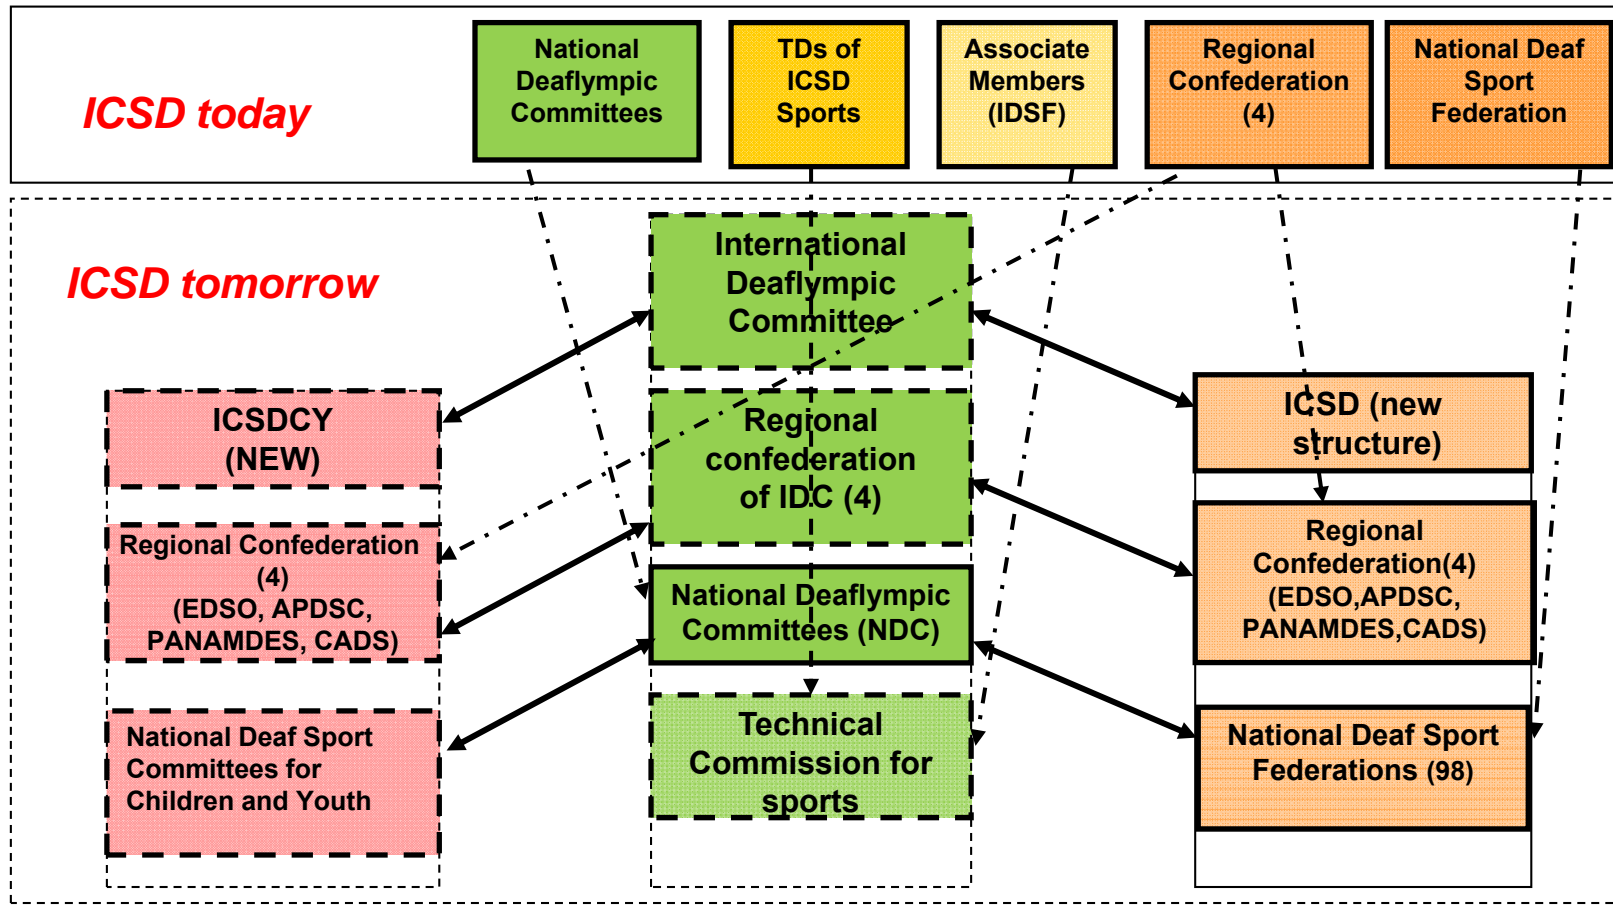 ICSD today
National
Deaflympic
Committees
TDs of
ICSD
Sports
Associate
Members
(IDSF)
Regional
Confederation
(4)
National Deaf
Sport
Federation
ICSD tomorrow
International
Deaflympic
Committee
ICSDCY
(NEW)
Regional
confederation
of IDC (4)
ICSD (new
structure)
Regional Confederation
(4)
(EDSO, APDSC,
PANAMDES, CADS)
National Deaflympic
Committees (NDC)
Regional
Confederation(4)
(EDSO,APDSC,
PANAMDES,CADS)
National Deaf Sport
Committees for
Children and Youth
Technical
Commission for
sports
National Deaf Sport
Federations (98)